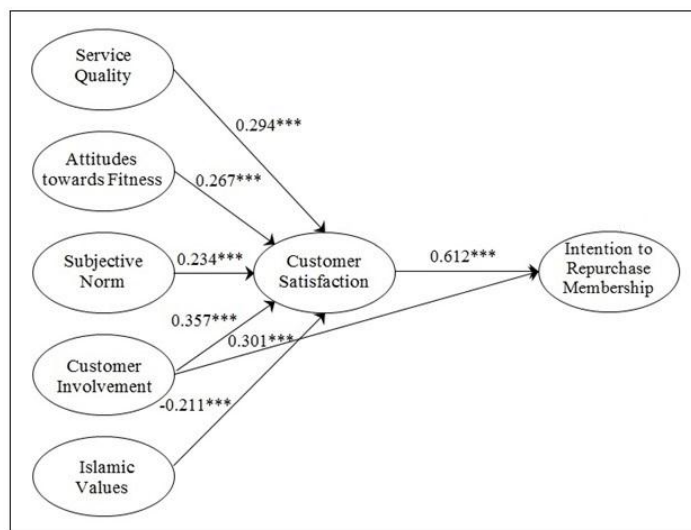 Service
Quality
0.294***
Attitudes
towards Fitness
0.267***
Subjective
Norm
0.234***
Customer
Satisfaction
0.612***
Intention to
Repurchase
Membership
0.357***
0.301***
Customer
Involvement
-0.211***
Islamic
Values